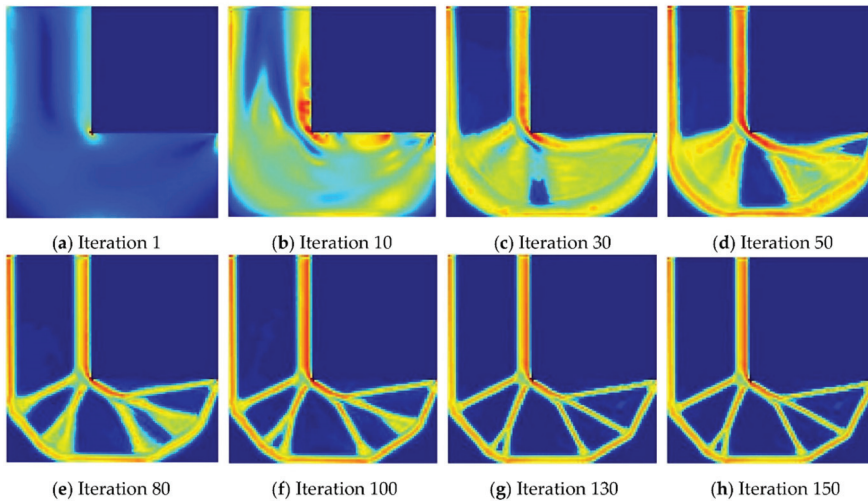 (a) Iteration 1
(b) Iteration 10
(c) Iteration 30
(d) Iteration 50
(e) Iteration 80
(f) Iteration 100
(g) Iteration 130
(h) Iteration 150